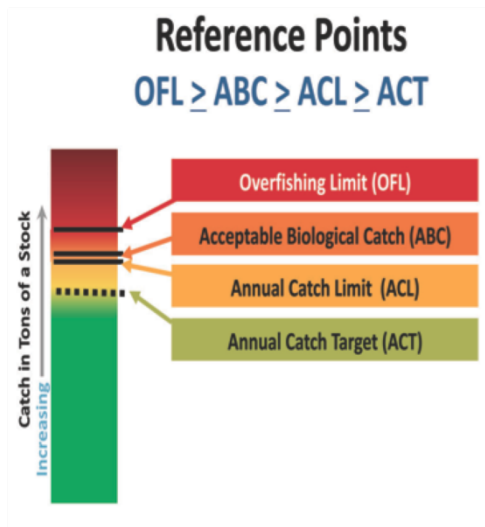 Reference Points
OFL ≥ ABC ≥ ACL ≥ ACT
Overfishing Limit (OFL)
Acceptable Biological Catch (ABC)
Annual Catch Limit (ACL)
Annual Catch Target (ACT)
Catch in Tons of a Stock
Increasing